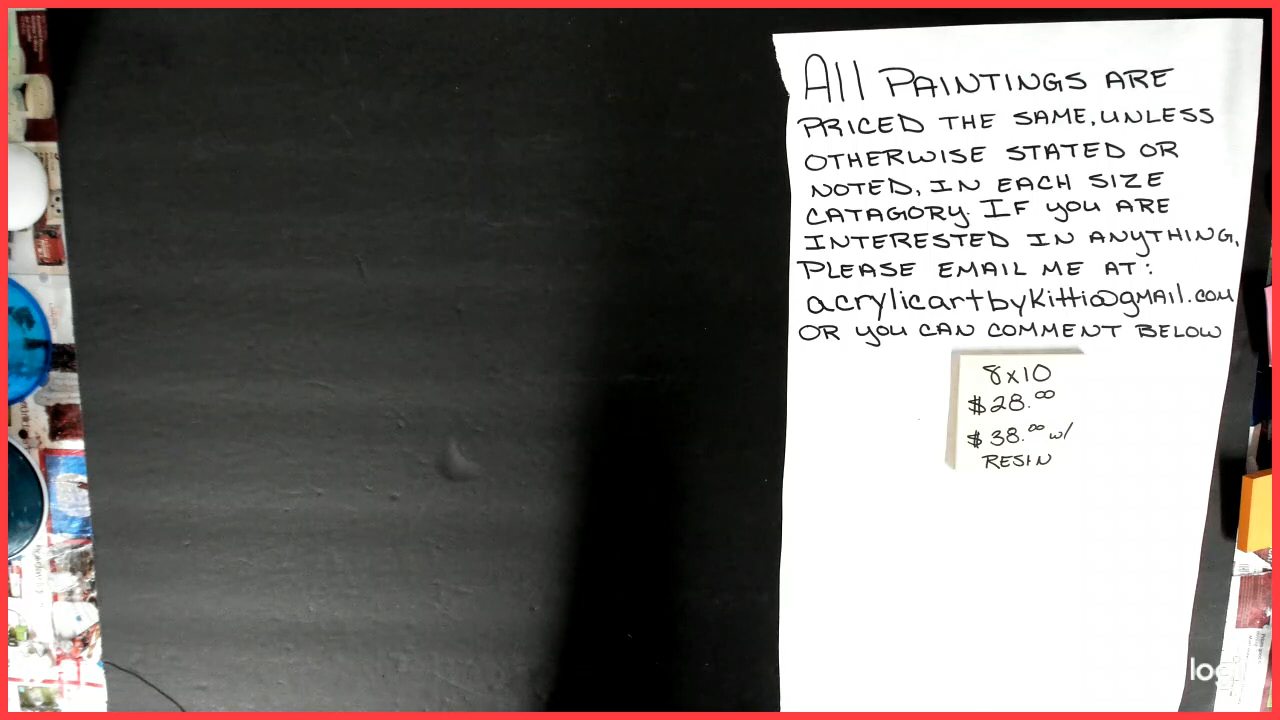 All PAINTINGS ARE
PRICED THE SAME, UNLESS
OTHERWISE STATED OR
NOTED, IN EACH SIZE
CATAGORY. IF YOU ARE
INTERESTED IN ANYTHING,
PLEASE EMAIL ME AT:
acrylicartbykitti@gmail.com
OR YOU CAN COMMENT BELOW
8x10
$28.00
$38.00 w/
RESIN